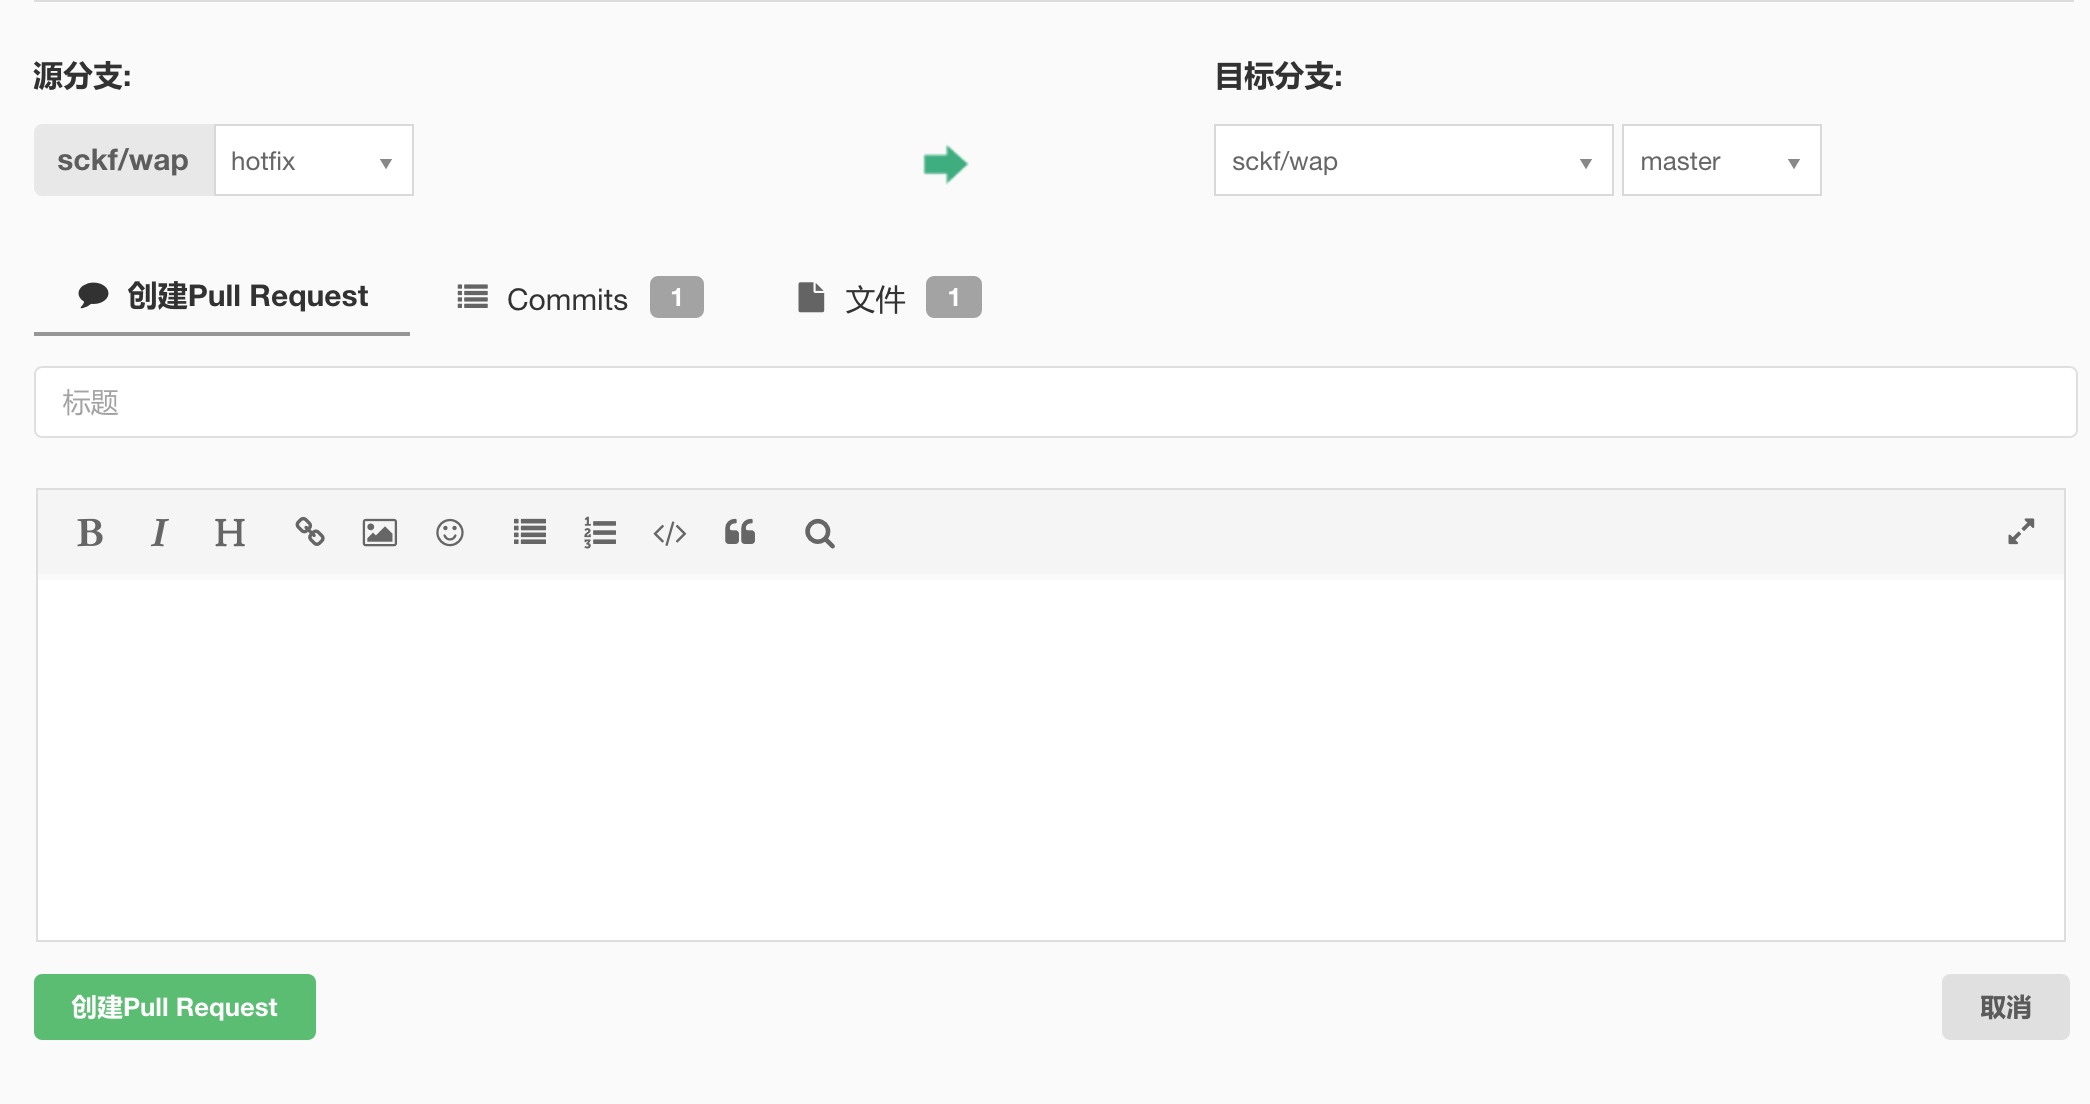 源分支:
目标分支:
sckf/wap hotfix
sckf/wap master
创建Pull Request Commits 1 文件 1
标题
B I H
创建Pull Request 取消